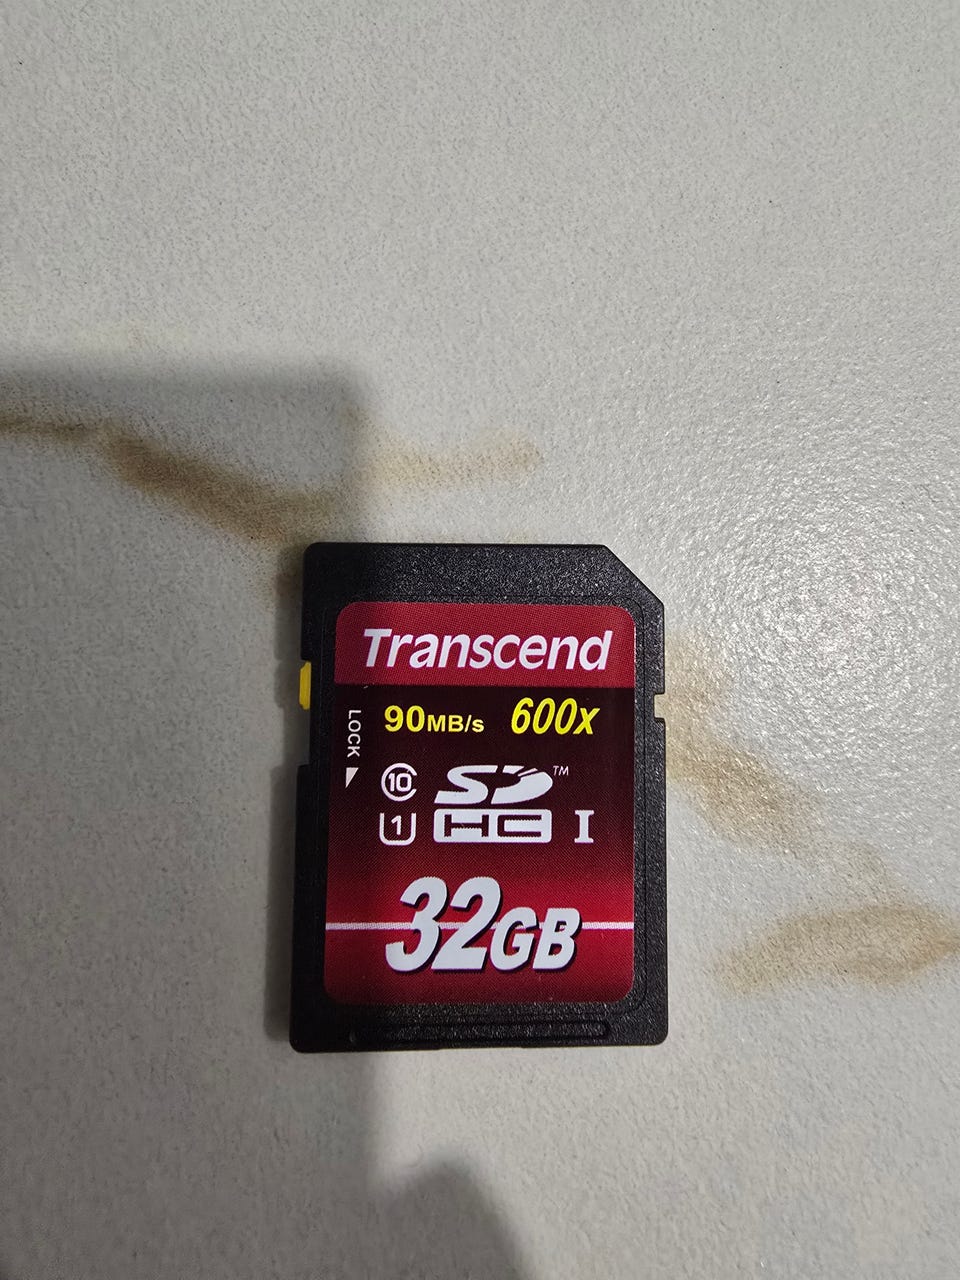 Transcend
90MB/s 600x
LOCK
10
SD™
1 HC I
32GB